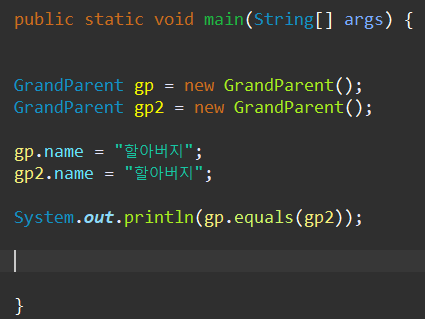 public static void main(String[] args) {
GrandParent gp = new GrandParent();
GrandParent gp2 = new GrandParent();
gp.name = "할아버지";
gp2.name = "할아버지";
System.out.println(gp.equals(gp2));
}